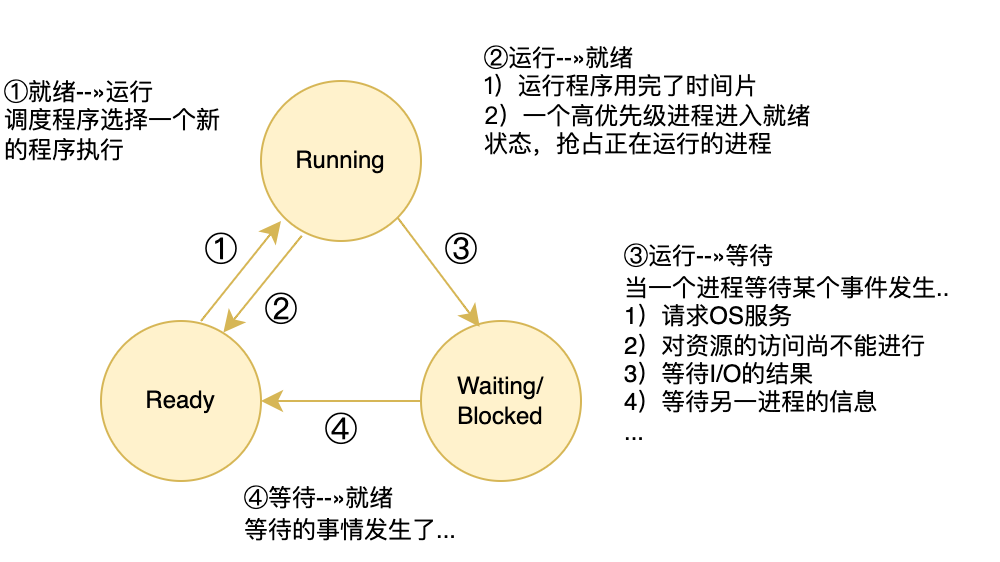 ①就绪--»运行
调度程序选择一个新
的程序执行
②运行--»就绪
1）运行程序用完了时间片
2）一个高优先级进程进入就绪
状态，抢占正在运行的进程
Running
①
②
③
③运行--»等待
当一个进程等待某个事件发生..
1）请求OS服务
2）对资源的访问尚不能进行
3）等待I/O的结果
4）等待另一进程的信息
...
Ready
Waiting/
Blocked
④
④等待--»就绪
等待的事情发生了...